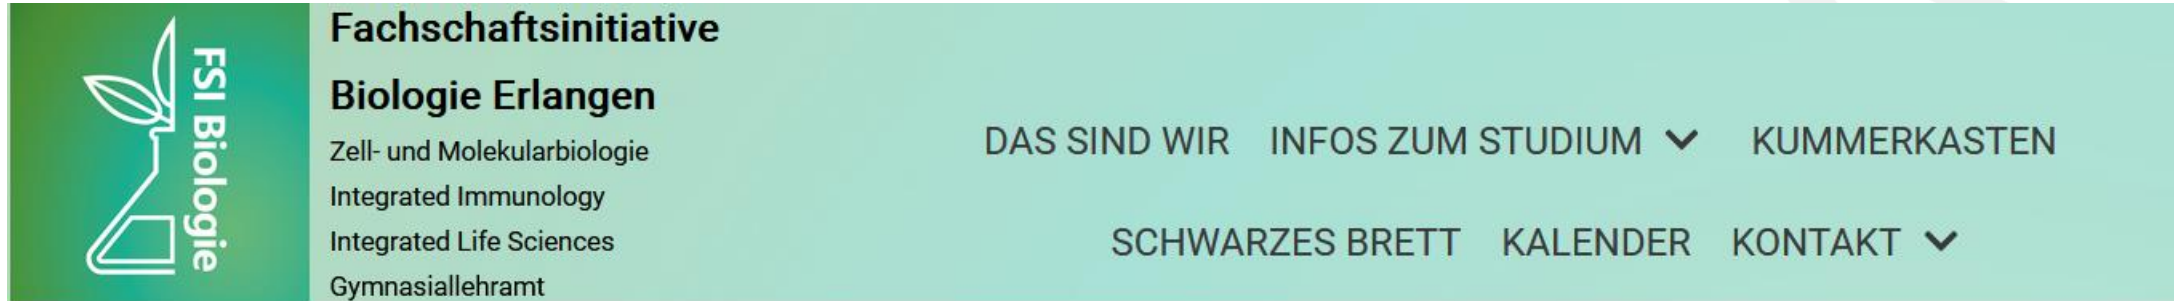 FSI Biologie
Fachschaftsinitiative
Biologie Erlangen
Zell- und Molekularbiologie
Integrated Immunology
Integrated Life Sciences
Gymnasiallehramt
DAS SIND WIR INFOS ZUM STUDIUM KUMMERKASTEN
SCHWARZES BRETT KALENDER KONTAKT